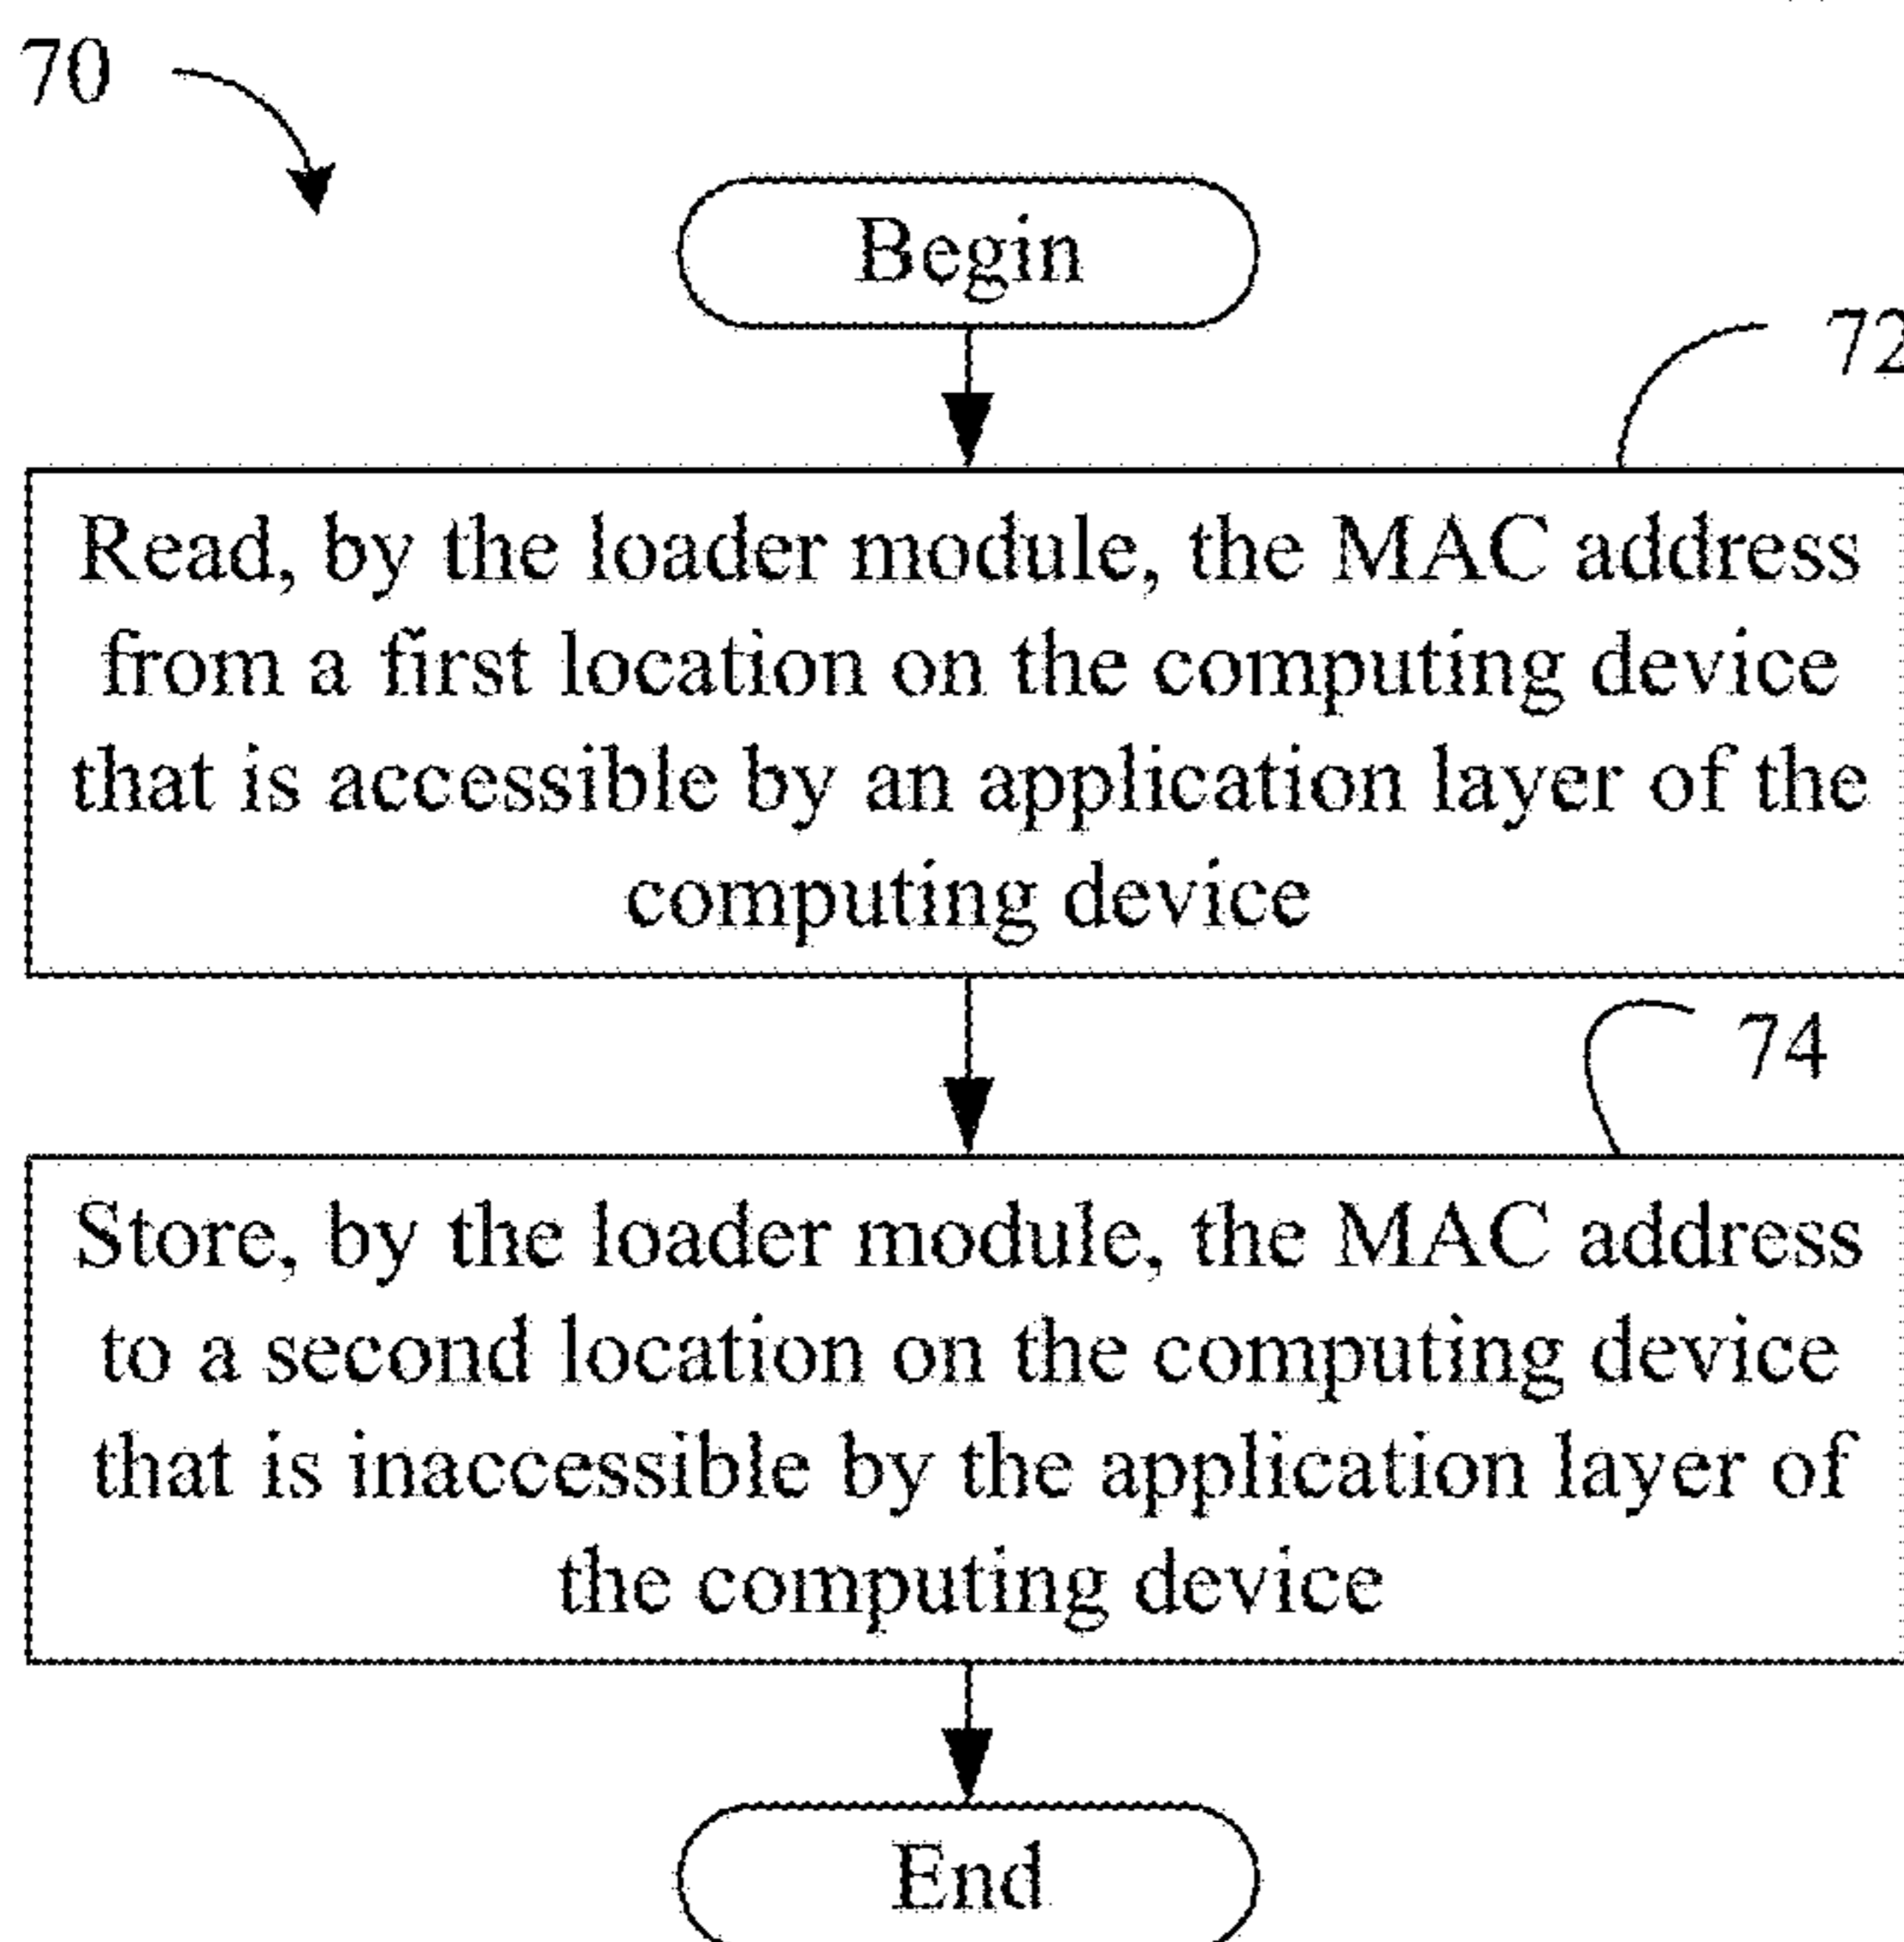 70
Begin
72
Read, by the loader module, the MAC address
from a first location on the computing device
that is accessible by an application layer of the
computing device
74
Store, by the loader module, the MAC address
to a second location on the computing device
that is inaccessible by the application layer of
the computing device
End